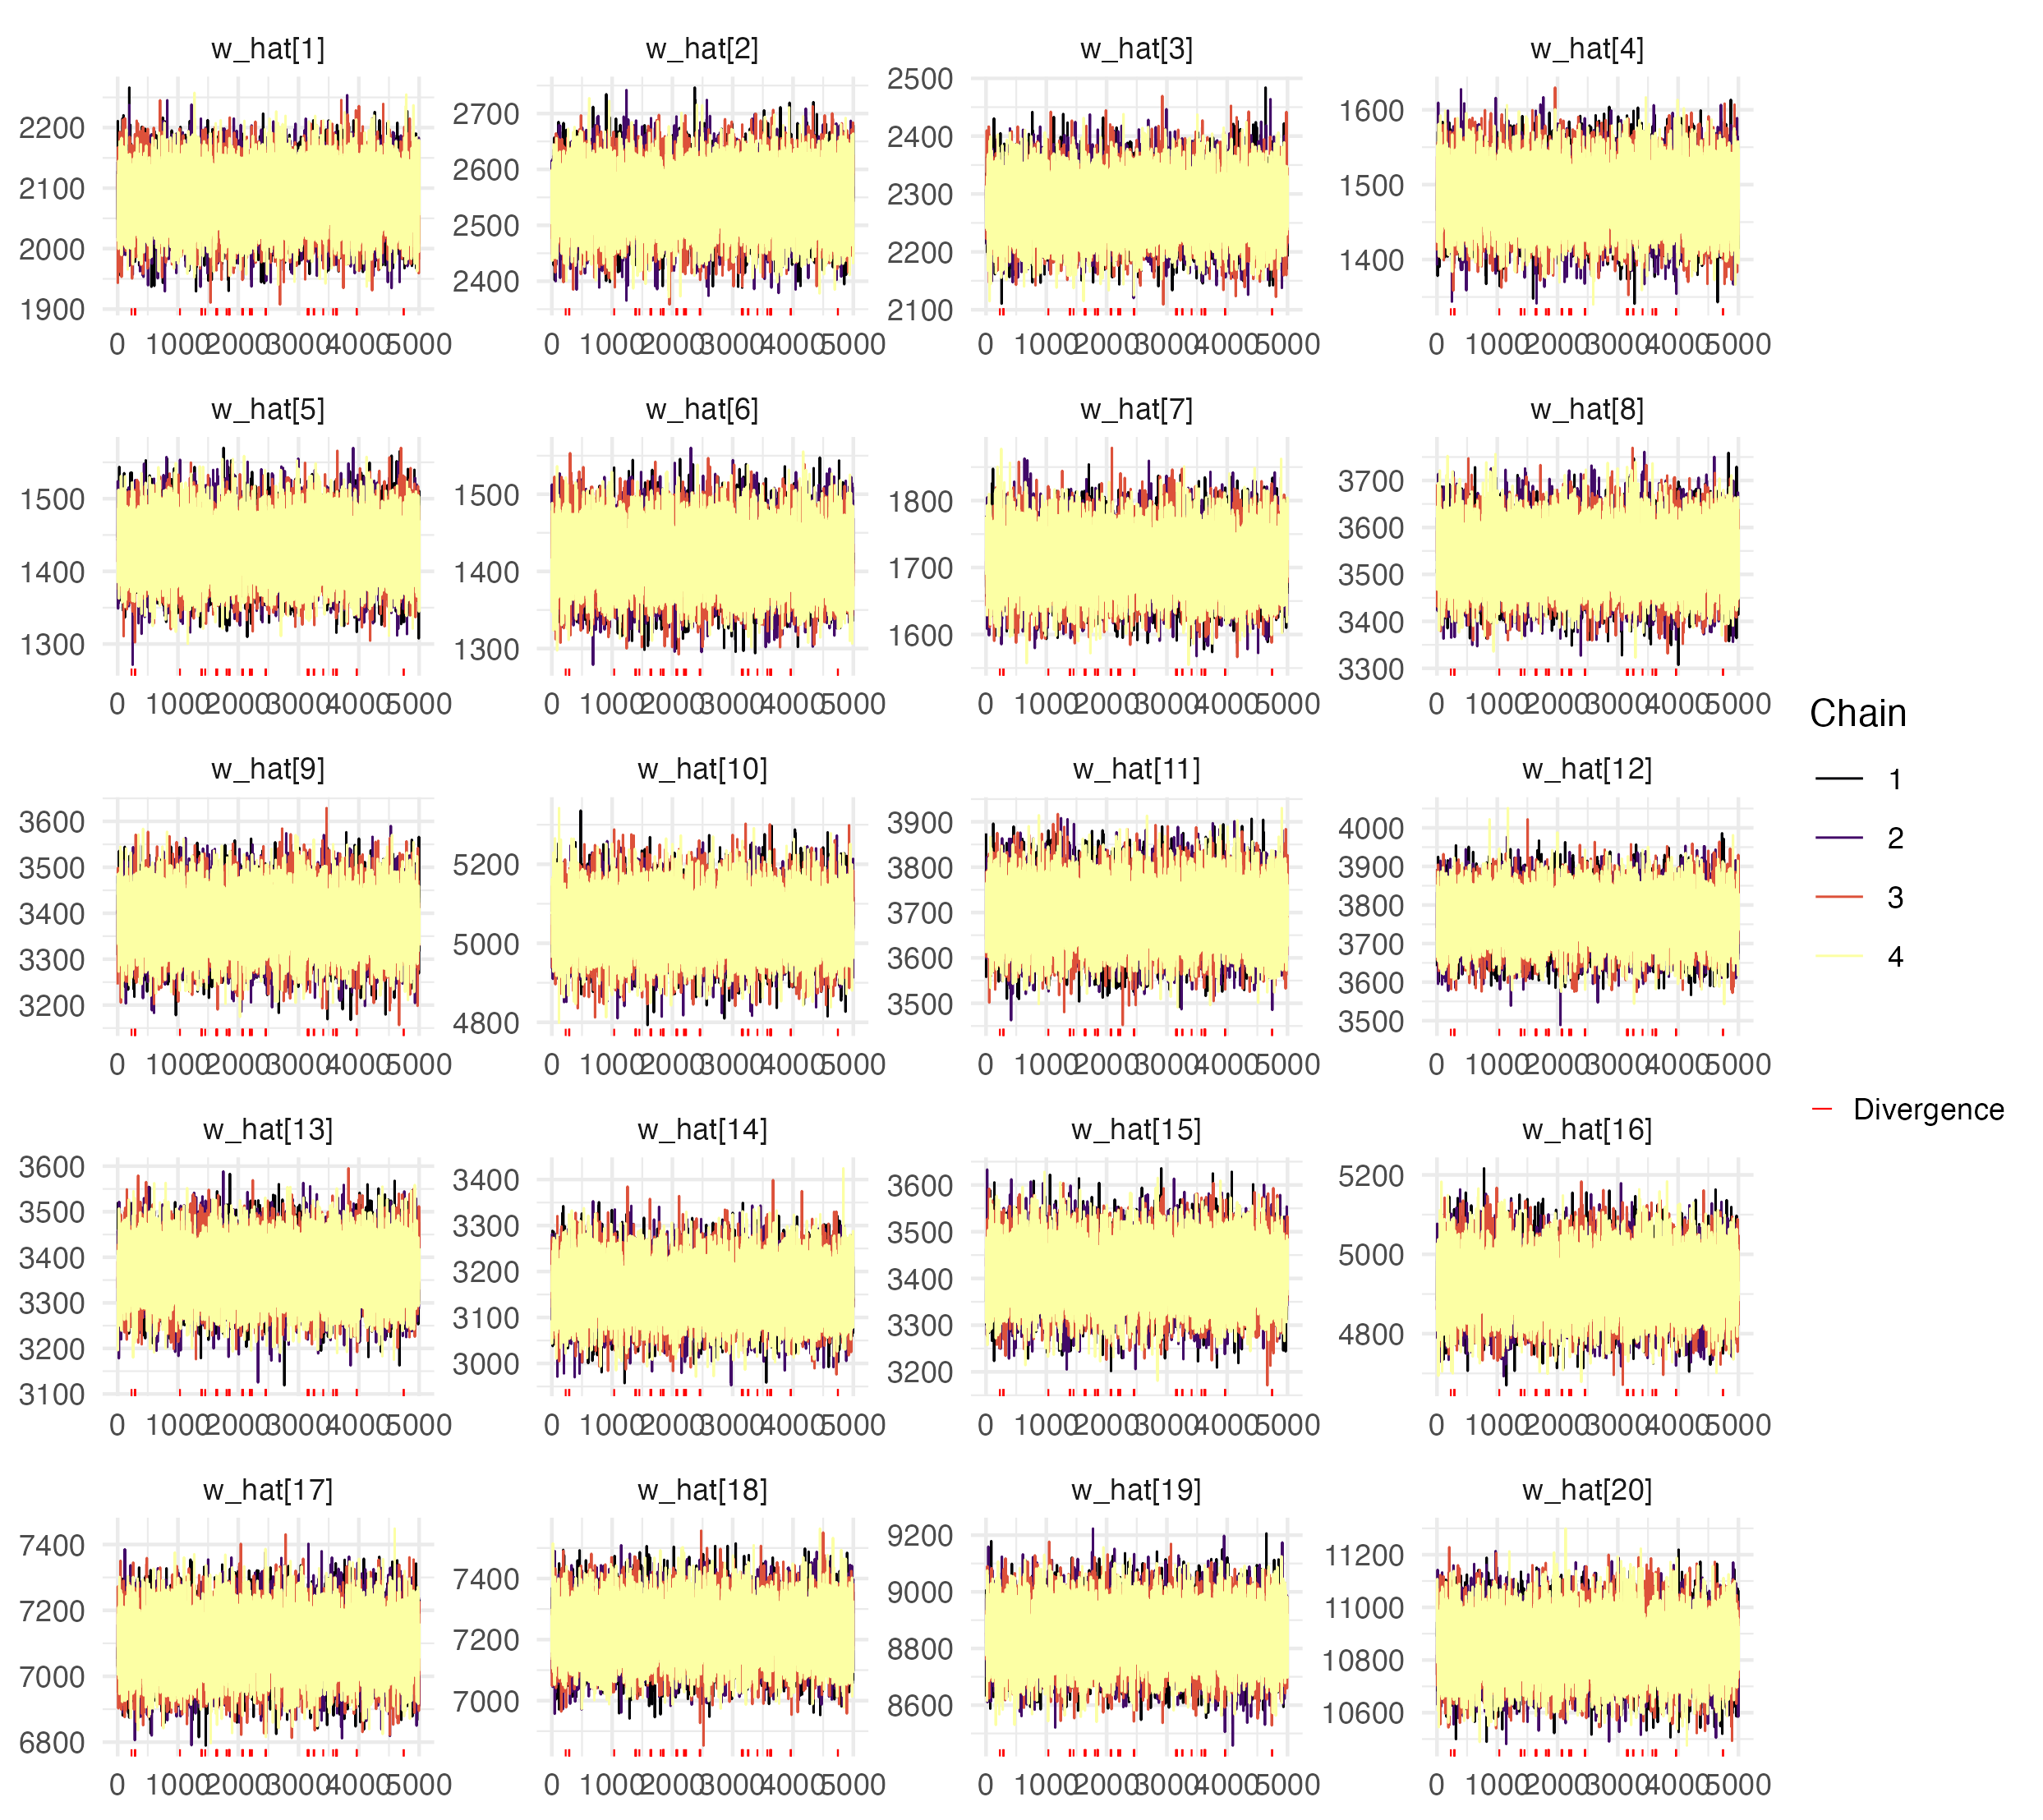 w_hat[1] w_hat[2] w_hat[3] w_hat[4]
2200 2100 2000 1900
2700 2600 2500 2400
2500 2400 2300 2200 2100
1600 1500 1400
0 1000 2000 3000 4000 5000 0 1000 2000 3000 4000 5000 0 1000 2000 3000 4000 5000 0 1000 2000 3000 4000 5000
w_hat[5] w_hat[6] w_hat[7] w_hat[8]
1500 1400 1300
1500 1400 1300
1800 1700 1600
3700 3600 3500 3400 3300
0 1000 2000 3000 4000 5000 0 1000 2000 3000 4000 5000 0 1000 2000 3000 4000 5000 0 1000 2000 3000 4000 5000
w_hat[9] w_hat[10] w_hat[11] w_hat[12]
3600 3500 3400 3300 3200
5200 5000 4800
3900 3800 3700 3600 3500
4000 3900 3800 3700 3600 3500
0 1000 2000 3000 4000 5000 0 1000 2000 3000 4000 5000 0 1000 2000 3000 4000 5000 0 1000 2000 3000 4000 5000
w_hat[13] w_hat[14] w_hat[15] w_hat[16]
3600 3500 3400 3300 3200 3100
3400 3300 3200 3100 3000
3600 3500 3400 3300 3200
5200 5000 4800
0 1000 2000 3000 4000 5000 0 1000 2000 3000 4000 5000 0 1000 2000 3000 4000 5000 0 1000 2000 3000 4000 5000
w_hat[17] w_hat[18] w_hat[19] w_hat[20]
7400 7200 7000 6800
7400 7200 7000
9200 9000 8800 8600
11200 11000 10800 10600
0 1000 2000 3000 4000 5000 0 1000 2000 3000 4000 5000 0 1000 2000 3000 4000 5000 0 1000 2000 3000 4000 5000
Chain
1
2
3
4
Divergence